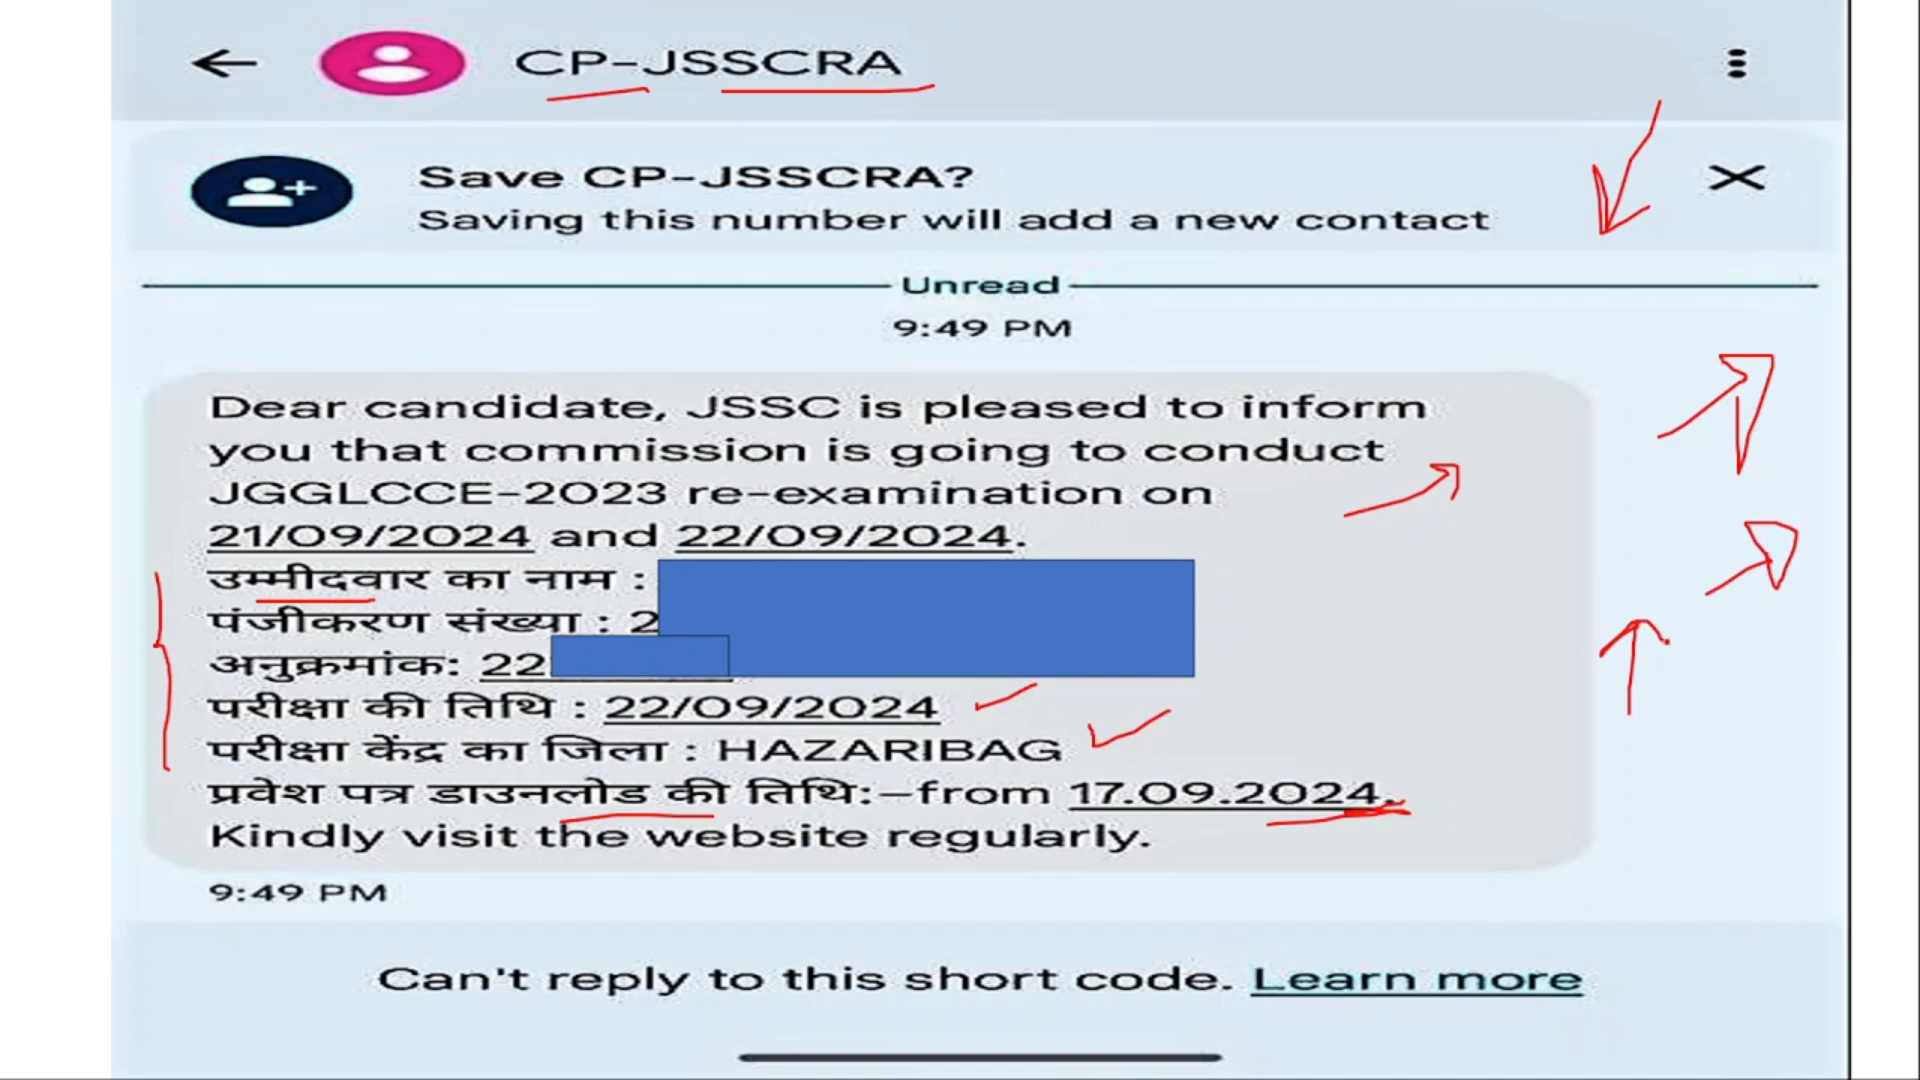 CP-JSSCRA
Save CP-JSSCRA?
Saving this number will add a new contact
Unread
9:49 PM
Dear candidate, JSSC is pleased to inform
you that commission is going to conduct
JGGLCCE-2023 re-examination on
21/09/2024 and 22/09/2024.
उम्मीदवार का नाम :
पंजीकरण संख्या : 2
अनुक्रमांक: 22
परीक्षा की तिथि : 22/09/2024
परीक्षा केंद्र का जिला : HAZARIBAG
प्रवेश पत्र डाउनलोड की तिथि:–from 17.09.2024.
Kindly visit the website regularly.
9:49 PM
Can't reply to this short code. Learn more